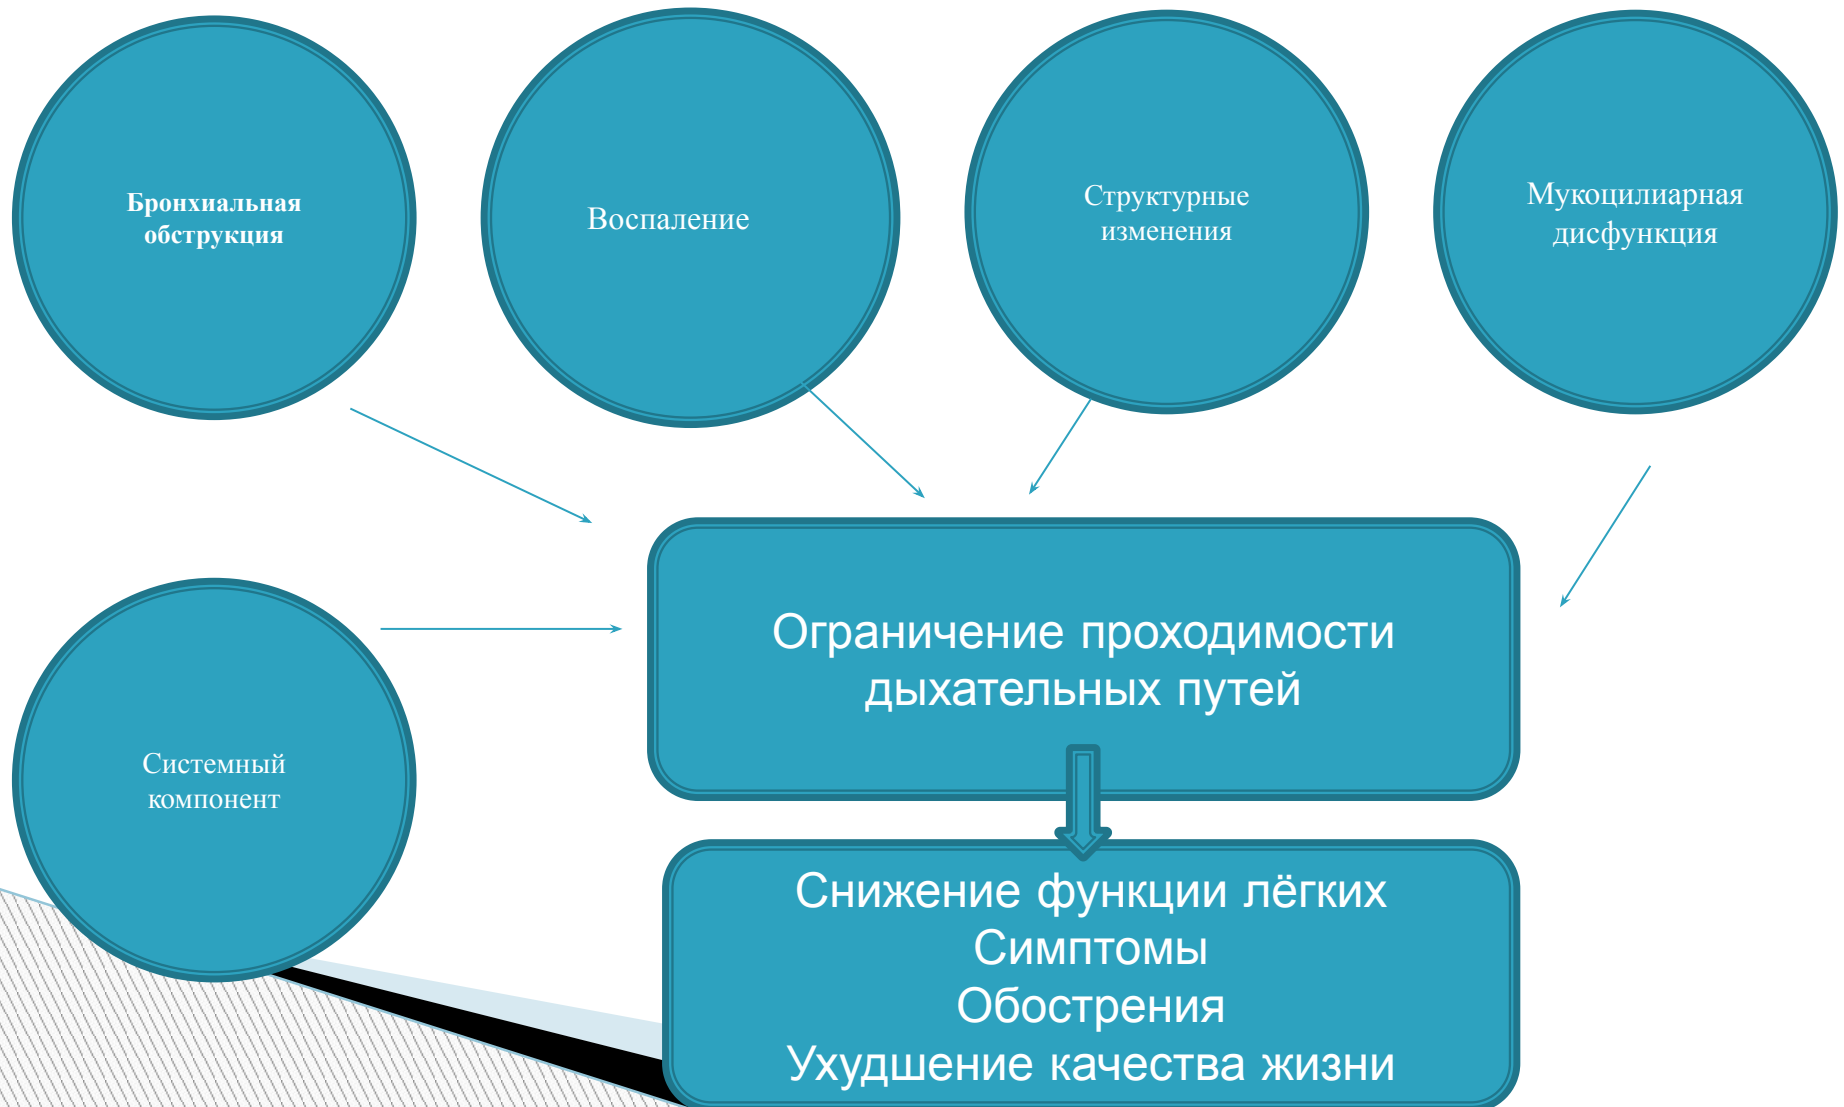 Бронхиальная
обструкция
Воспаление
Структурные
изменения
Мукоцилиарная
дисфункция
Системный
компонент
Ограничение проходимости
дыхательных путей
Снижение функции лёгких
Симптомы
Обострения
Ухудшение качества жизни